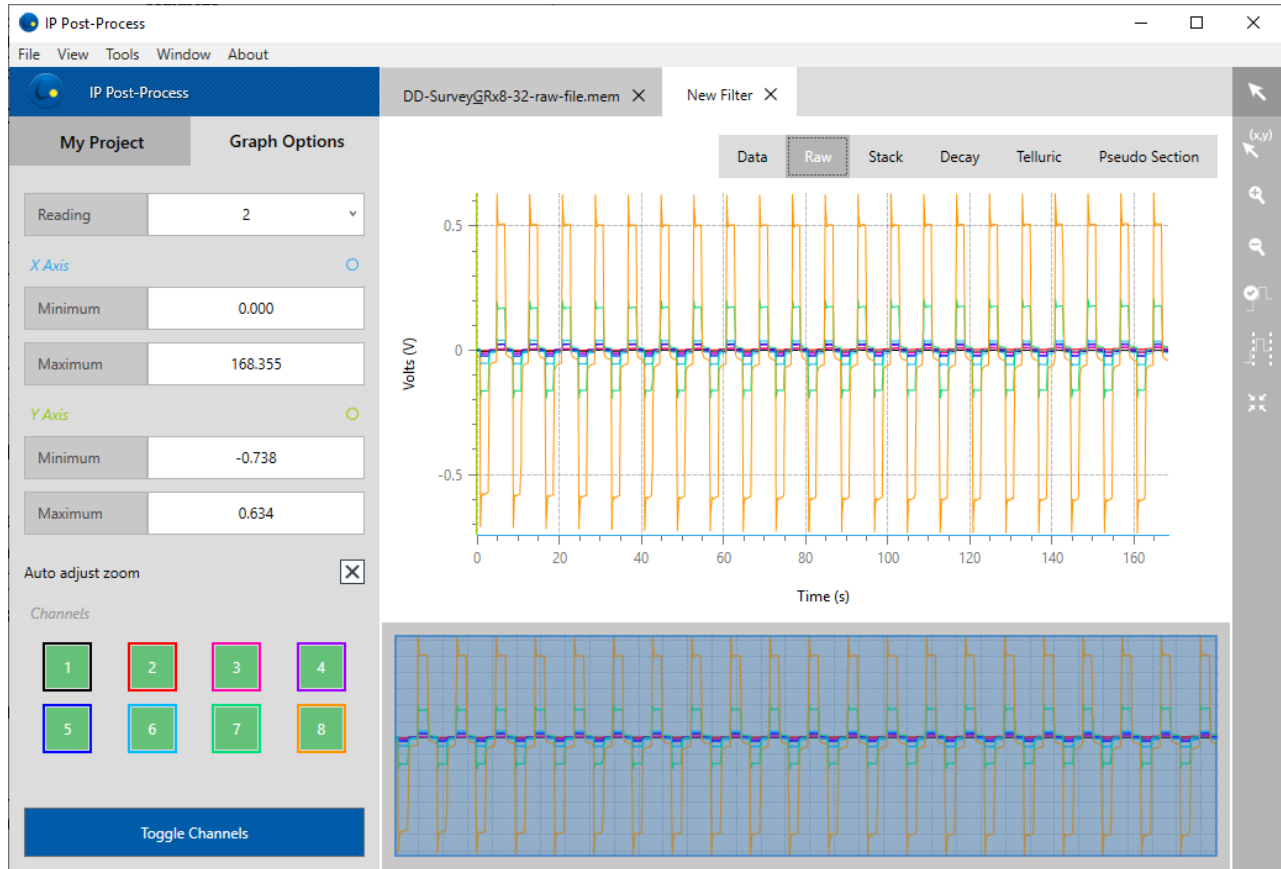 IP Post-Process
File View Tools Window About
IP Post-Process
DD-SurveyGRx8-32-raw-file.mem
New Filter
My Project
Graph Options
Data Raw Stack Decay Telluric Pseudo Section
(x,y)
Reading 2
X Axis
Minimum 0.000
Maximum 168.355
Y Axis
Minimum -0.738
Maximum 0.634
Auto adjust zoom
Channels
1 2 3 4
5 6 7 8
Toggle Channels
0.5
0
-0.5
Volts (V)
0 20 40 60 80 100 120 140 160
Time (s)